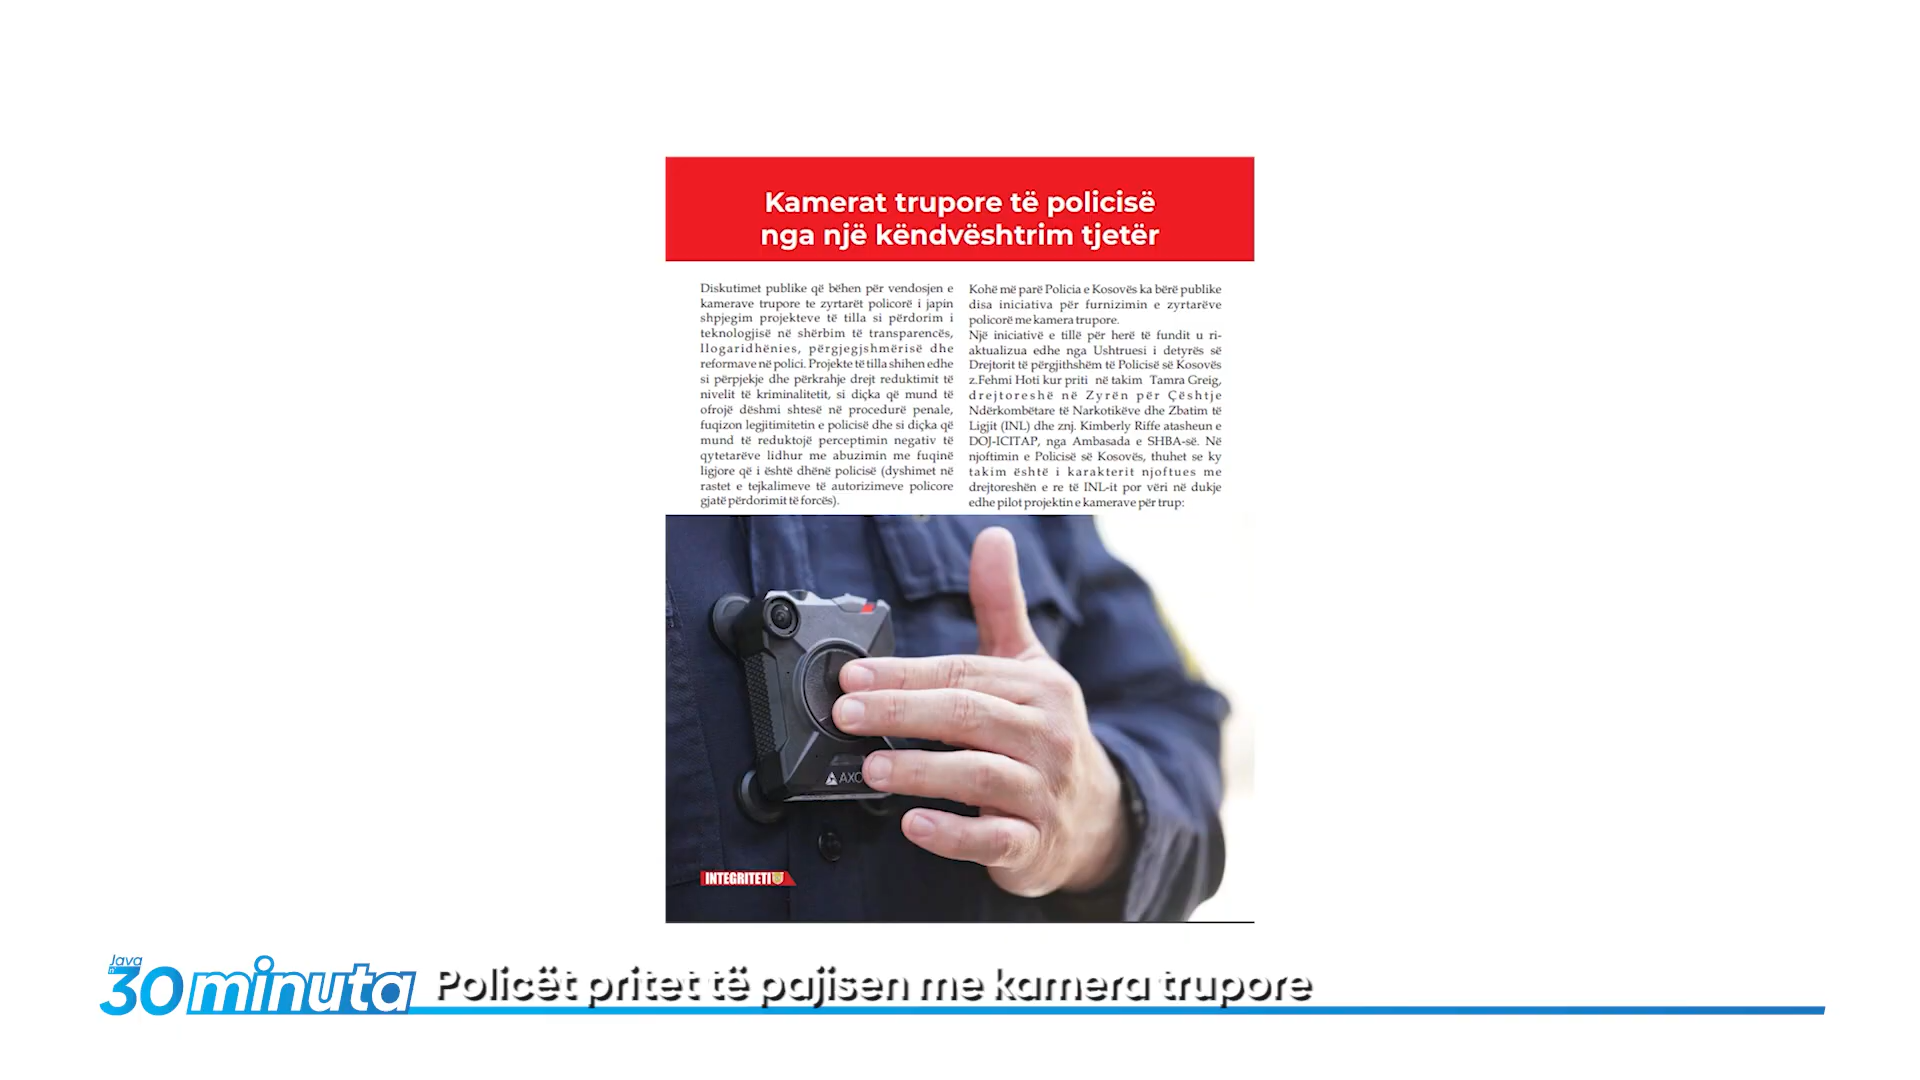 Kamerat trupore të policisë
nga një këndvështrim tjetër
Diskutimet publike që bëhen për vendosjen e
kamerave trupore te zyrtarët policorë i japin
shpjegim projekteve të tilla si përdorim i
teknologjisë në shërbim të transparencës,
llogaridhënies, përgjegjshmërisë dhe
reformave në polici. Projekte të tilla shihen edhe
si përpjekje dhe përkrahje drejt reduktimit të
nivelit të kriminalitetit, si diçka që mund të
ofrojë dëshmi shtesë në procedurë penale,
fuqizon legjitimitetin e policisë dhe si diçka që
mund të reduktojë perceptimin negativ të
qytetarëve lidhur me abuzimin me fuqinë
ligjore që i është dhënë policisë (dyshimet në
rastet e tejkalimeve të autorizimeve policore
gjatë përdorimit të forcës).
Kohë më parë Policia e Kosovës ka bërë publike
disa iniciativa për furnizimin e zyrtarëve
policorë me kamera trupore.
Një iniciativë e tillë për herë të fundit u ri-
aktualizua edhe nga Ushtruesi i detyrës së
Drejtorit të përgjithshëm të Policisë së Kosovës
z.Fehmi Hoti kur priti në takim Tamra Greig,
drejtoreshë në Zyrën për Çështje
Ndërkombëtare të Narkotikëve dhe Zbatim të
Ligjit (INL) dhe znj. Kimberly Riffe atasheun e
DOJ-ICITAP, nga Ambasada e SHBA-së. Në
njoftimin e Policisë së Kosovës, thuhet se ky
takim është i karakterit njoftues me
drejtoreshën e re të INL-it por vëri në dukje
edhe pilot projektin e kamerave për trup:
AXO
INTEGRITETI
Java
n'
30 minuta
Policët pritet të pajisen me kamera trupore